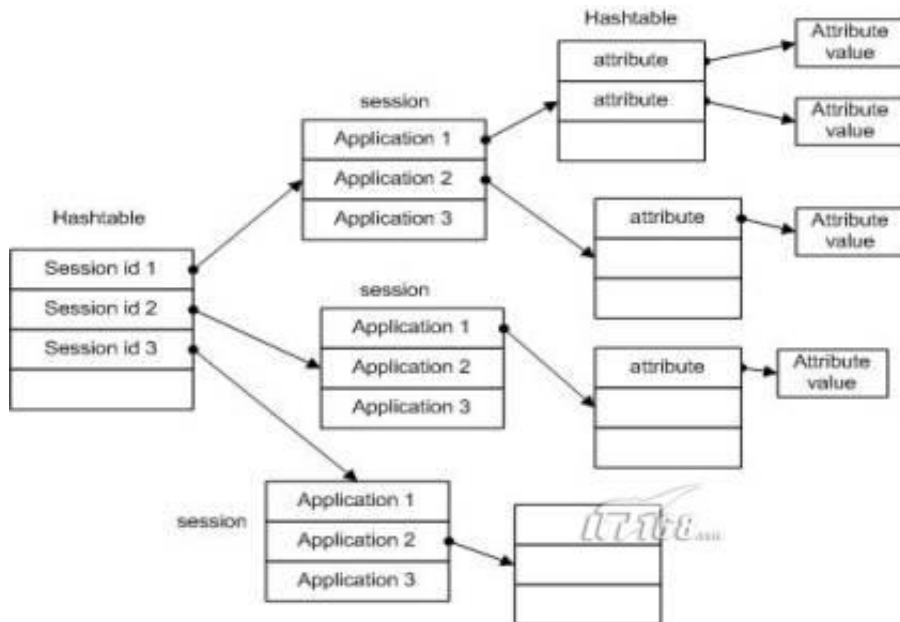 Hashtable
Attribute
value
attribute
attribute
Attribute
value
session
Application 1
Application 2
Application 3
attribute
Attribute
value
Hashtable
Session id 1
Session id 2
Session id 3
session
Application 1
Application 2
Application 3
attribute
Attribute
value
session
Application 1
Application 2
Application 3
IT168.com